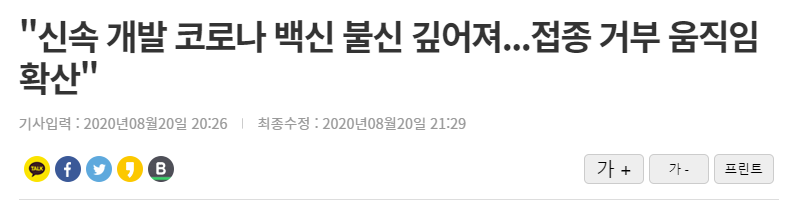 "신속 개발 코로나 백신 불신 깊어져...접종 거부 움직임
확산"
기사입력 : 2020년08월20일 20:26 | 최종수정 : 2020년08월20일 21:29
TALK f B 가 + 가 - 프린트